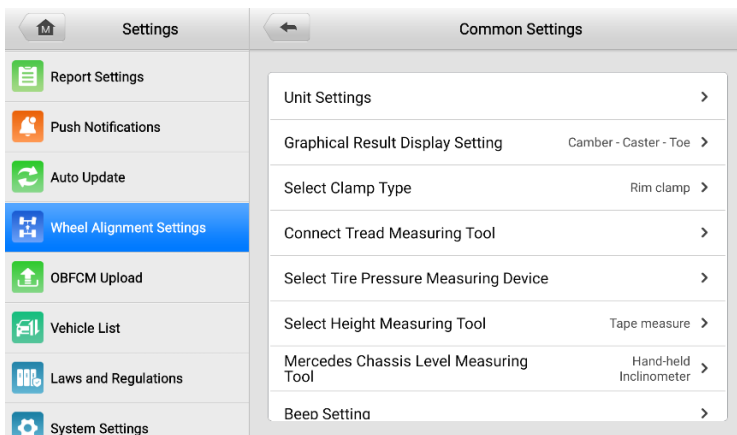 M
Settings
Common Settings
Report Settings
Push Notifications
Auto Update
Wheel Alignment Settings
OBFCM Upload
Vehicle List
Laws and Regulations
System Settings
Unit Settings
Graphical Result Display Setting
Camber - Caster - Toe
Select Clamp Type
Rim clamp
Connect Tread Measuring Tool
Select Tire Pressure Measuring Device
Select Height Measuring Tool
Tape measure
Mercedes Chassis Level Measuring
Tool
Hand-held
Inclinometer
Beep Setting